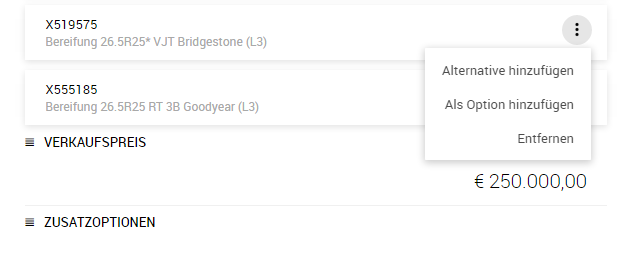 X519575
Bereifung 26.5R25* VJT Bridgestone (L3)
Alternative hinzufügen
X555185
Als Option hinzufügen
Bereifung 26.5R25 RT 3B Goodyear (L3)
Entfernen
VERKAUFSPREIS
€ 250.000,00
ZUSATZOPTIONEN